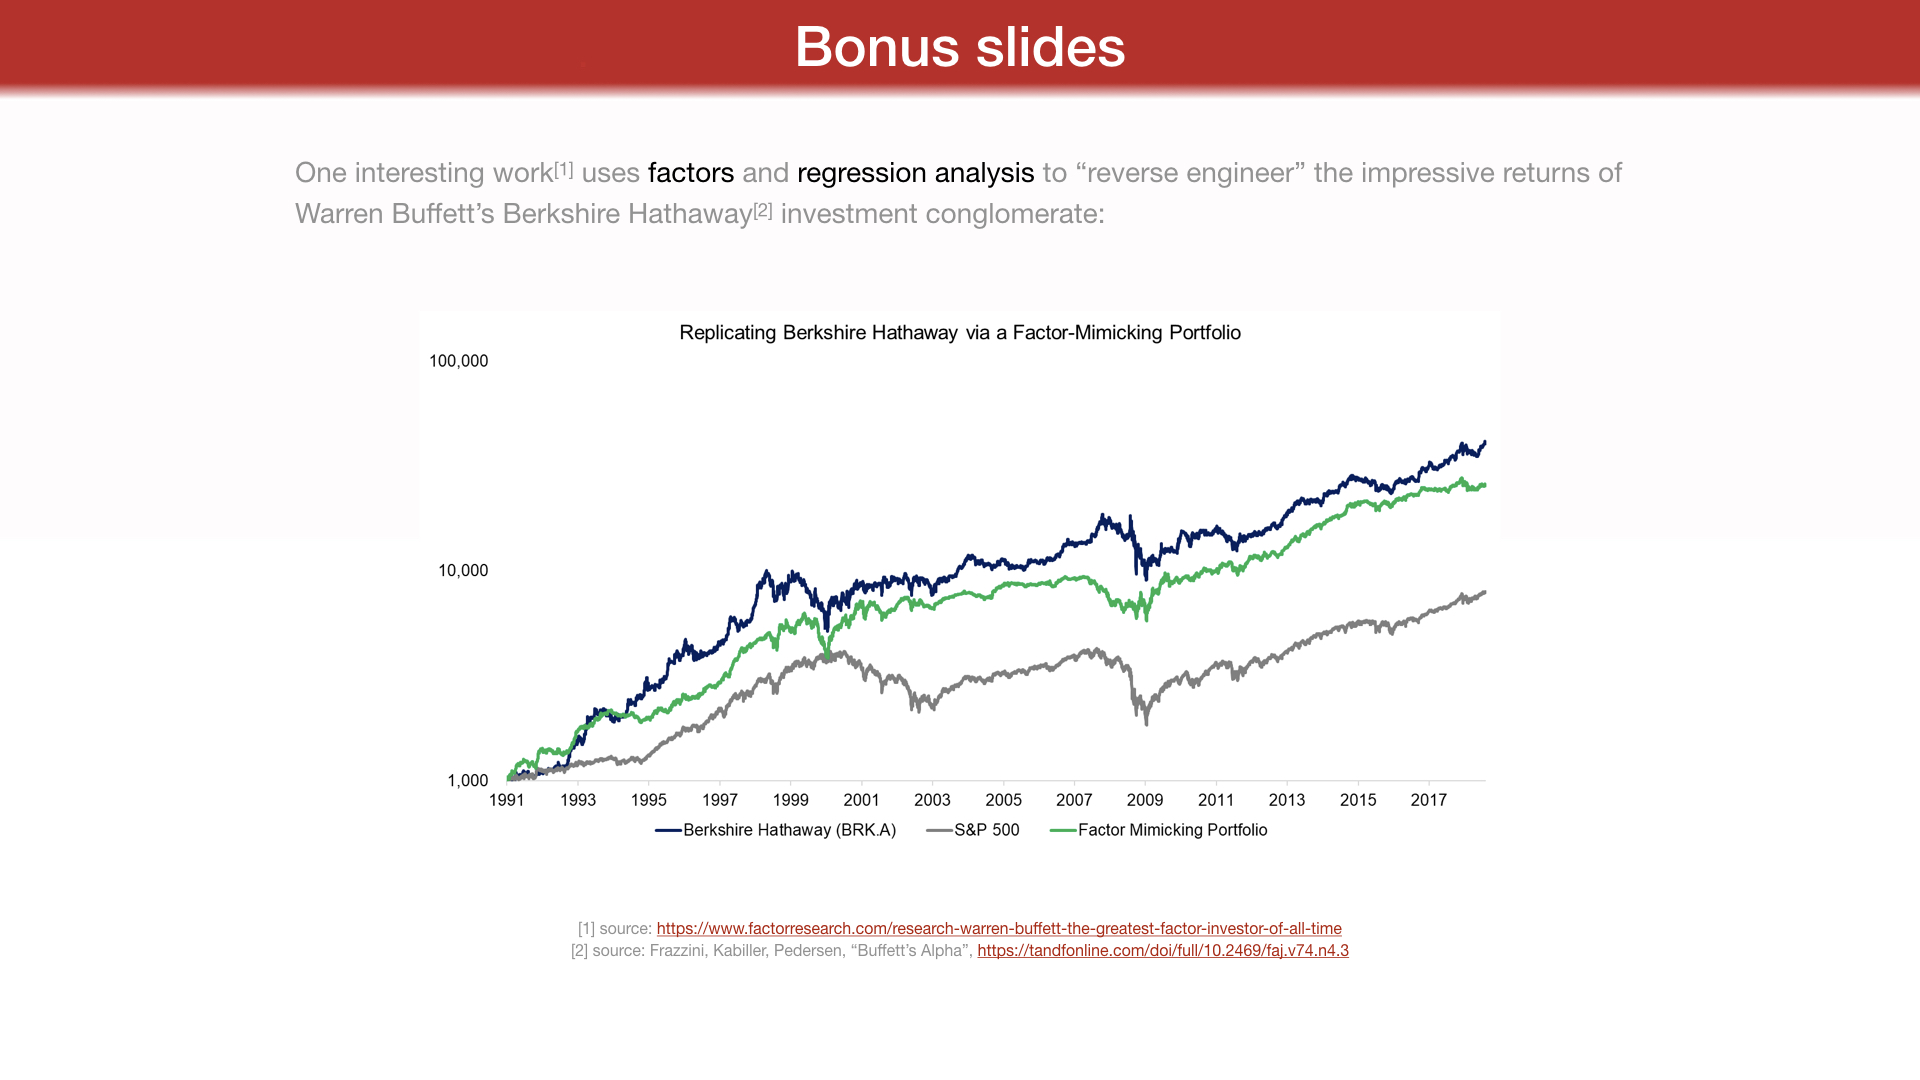 Bonus slides
One interesting work[1] uses factors and regression analysis to “reverse engineer” the impressive returns of
Warren Buffett’s Berkshire Hathaway[2] investment conglomerate:
Replicating Berkshire Hathaway via a Factor-Mimicking Portfolio
100,000
10,000
1,000
1991 1993 1995 1997 1999 2001 2003 2005 2007 2009 2011 2013 2015 2017
Berkshire Hathaway (BRK.A) S&P 500 Factor Mimicking Portfolio
[1] source: https://www.factorresearch.com/research-warren-buffett-the-greatest-factor-investor-of-all-time
[2] source: Frazzini, Kabiller, Pedersen, “Buffett’s Alpha”, https://tandfonline.com/doi/full/10.2469/faj.v74.n4.3